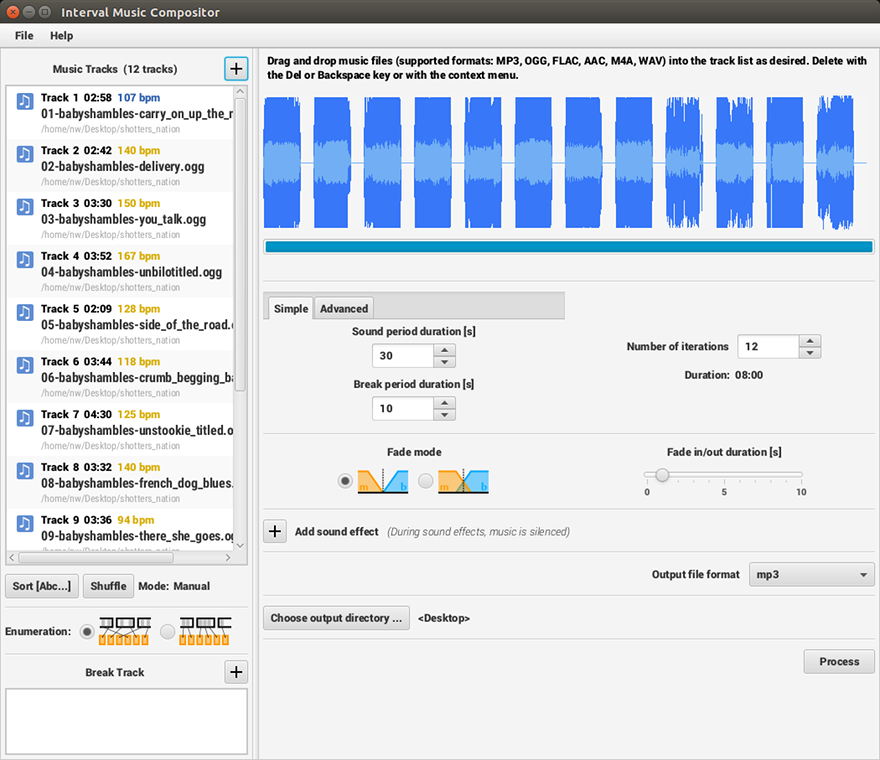 Interval Music Compositor
File Help
Music Tracks (12 tracks)
Track 1 02:58 107 bpm
01-babyshambles-carry_on_up_the_
/home/nw/Desktop/shotters_nation
Track 2 02:42 140 bpm
02-babyshambles-delivery.ogg
/home/nw/Desktop/shotters_nation
Track 3 03:30 150 bpm
03-babyshambles-you_talk.ogg
/home/nw/Desktop/shotters_nation
Track 4 03:52 167 bpm
04-babyshambles-unbilotitled.ogg
/home/nw/Desktop/shotters_nation
Track 5 02:09 128 bpm
05-babyshambles-side_of_the_road.
/home/nw/Desktop/shotters_nation
Track 6 03:44 118 bpm
06-babyshambles-crumb_begging_ba
/home/nw/Desktop/shotters_nation
Track 7 04:30 125 bpm
07-babyshambles-unstookie_titled.o
/home/nw/Desktop/shotters_nation
Track 8 03:32 140 bpm
08-babyshambles-french_dog_blues.
/home/nw/Desktop/shotters_nation
Track 9 03:36 94 bpm
09-babyshambles-there_she_goes.og
Sort [Abc...] Shuffle Mode: Manual
Enumeration:
Break Track
Drag and drop music files (supported formats: MP3, OGG, FLAC, AAC, M4A, WAV) into the track list as desired. Delete with
the Del or Backspace key or with the context menu.
Simple Advanced
Sound period duration [s]
30
Break period duration [s]
10
Number of iterations 12
Duration: 08:00
Fade mode
m b m b
Fade in/out duration [s]
0 5 10
Add sound effect (During sound effects, music is silenced)
Output file format mp3
Choose output directory ... <Desktop>
Process